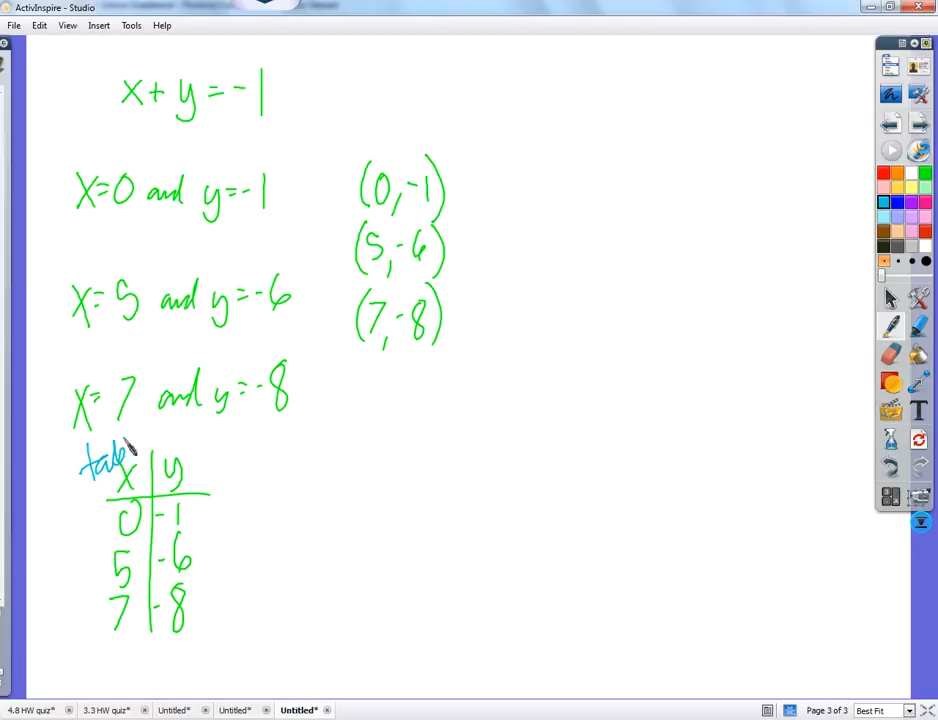 ActivInspire - Studio
File Edit View Insert Tools Help
x + y = -1
x=0 and y=-1
(0,-1)
(5,-6)
x=5 and y=-6
(7,-8)
x=7 and y=-8
x y
0 -1
5 -6
7 -8
4.8 HW quiz* 3.3 HW quiz* Untitled* Untitled* Untitled* Page 3 of 3 Best Fit